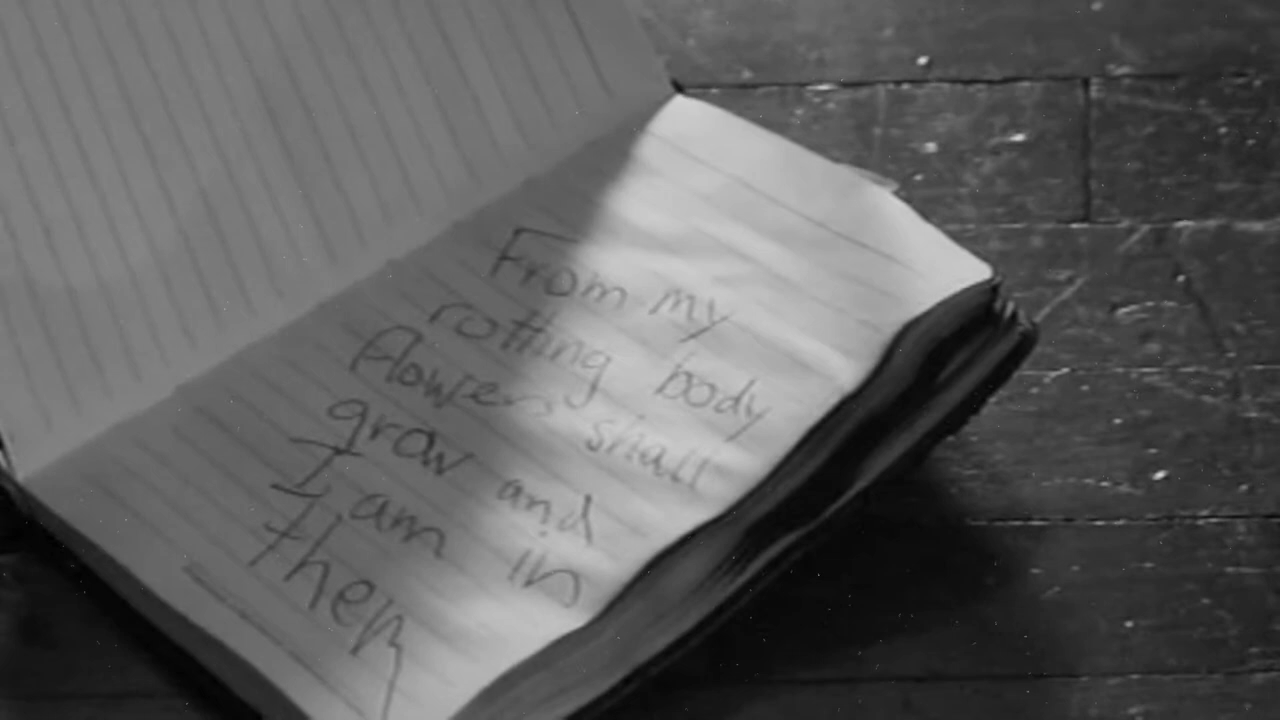 From my
rotting body
flowers shall
grow and
I am in
them